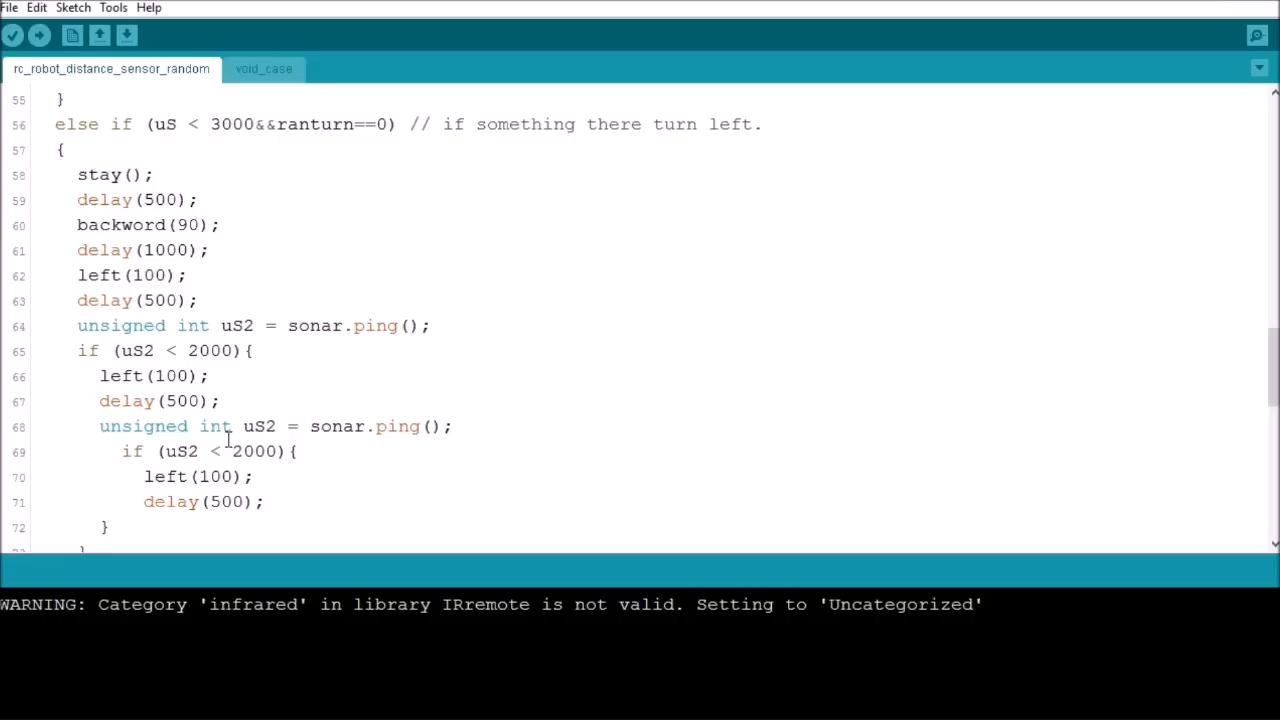 File Edit Sketch Tools Help
rc_robot_distance_sensor_random void_case
55 }
56 else if (uS < 3000&&ranturn==0) // if something there turn left.
57 {
58 stay();
59 delay(500);
60 backword(90);
61 delay(1000);
62 left(100);
63 delay(500);
64 unsigned int uS2 = sonar.ping();
65 if (uS2 < 2000){
66 left(100);
67 delay(500);
68 unsigned int uS2 = sonar.ping();
69 if (uS2 < 2000){
70 left(100);
71 delay(500);
72 }
WARNING: Category 'infrared' in library IRremote is not valid. Setting to 'Uncategorized'